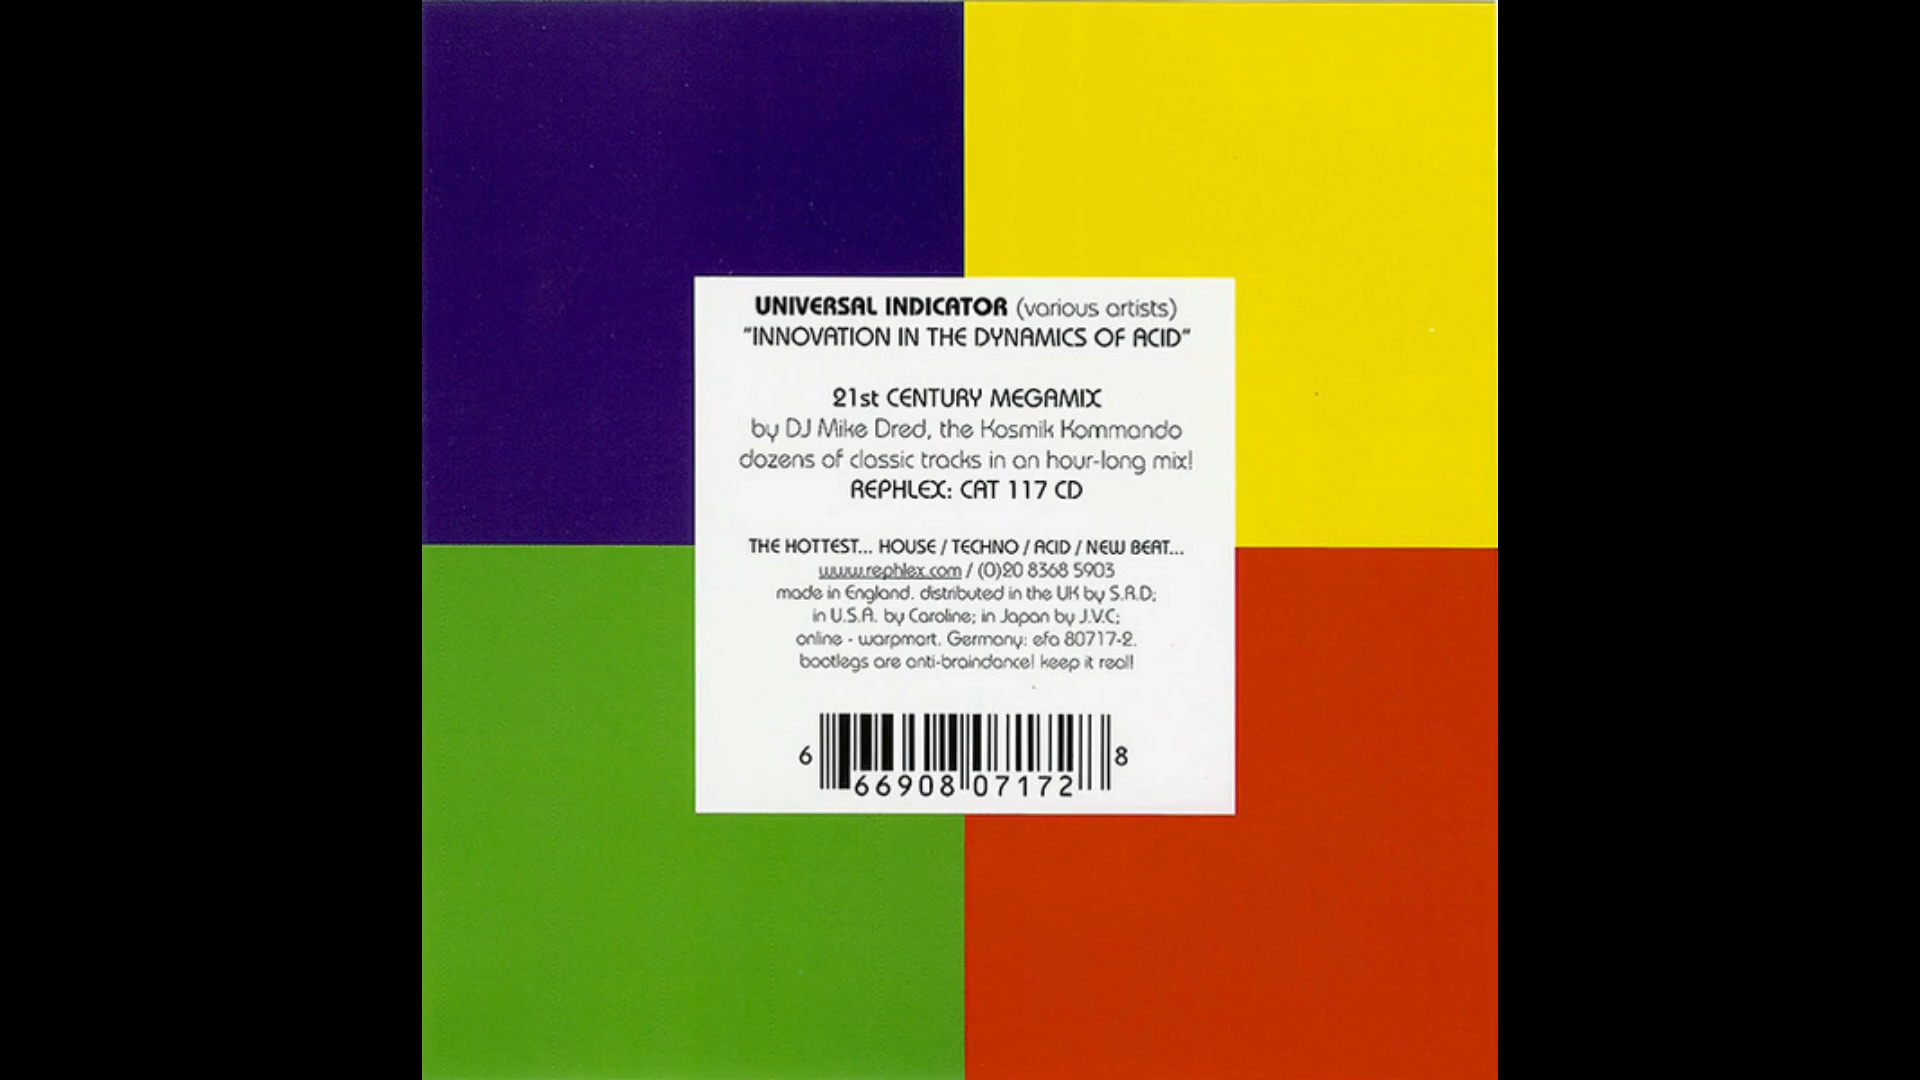 UNIVERSAL INDICATOR (various artists)
"INNOVATION IN THE DYNAMICS OF ACID"
21st CENTURY MEGAMIX
by DJ Mike Dred, the Kosmik Kommando
dozens of classic tracks in an hour-long mix!
REPHLEX: CAT 117 CD
THE HOTTEST... HOUSE / TECHNO / ACID / NEW BEAT...
www.rephlex.com / (0)20 8368 5903
made in England. distributed in the UK by S.R.D;
in U.S.A. by Caroline; in Japan by J.V.C;
online - warpmart. Germany: efa 80717-2.
bootlegs are anti-braindance! keep it real!
6 66908 07172 8